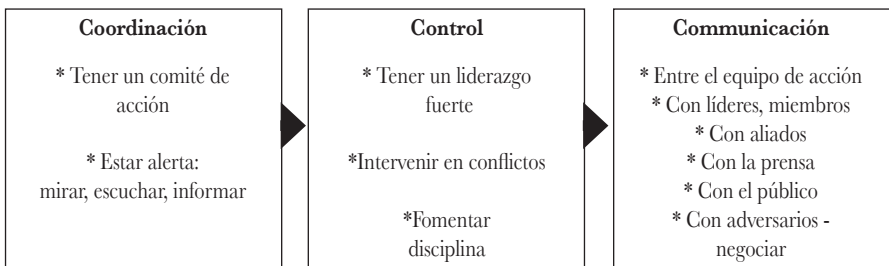 Coordinación
* Tener un comité de
acción
* Estar alerta:
mirar, escuchar, informar
Control
* Tener un liderazgo
fuerte
*Intervenir en conflictos
*Fomentar
disciplina
Communicación
* Entre el equipo de acción
* Con líderes, miembros
* Con aliados
* Con la prensa
* Con el público
* Con adversarios -
negociar